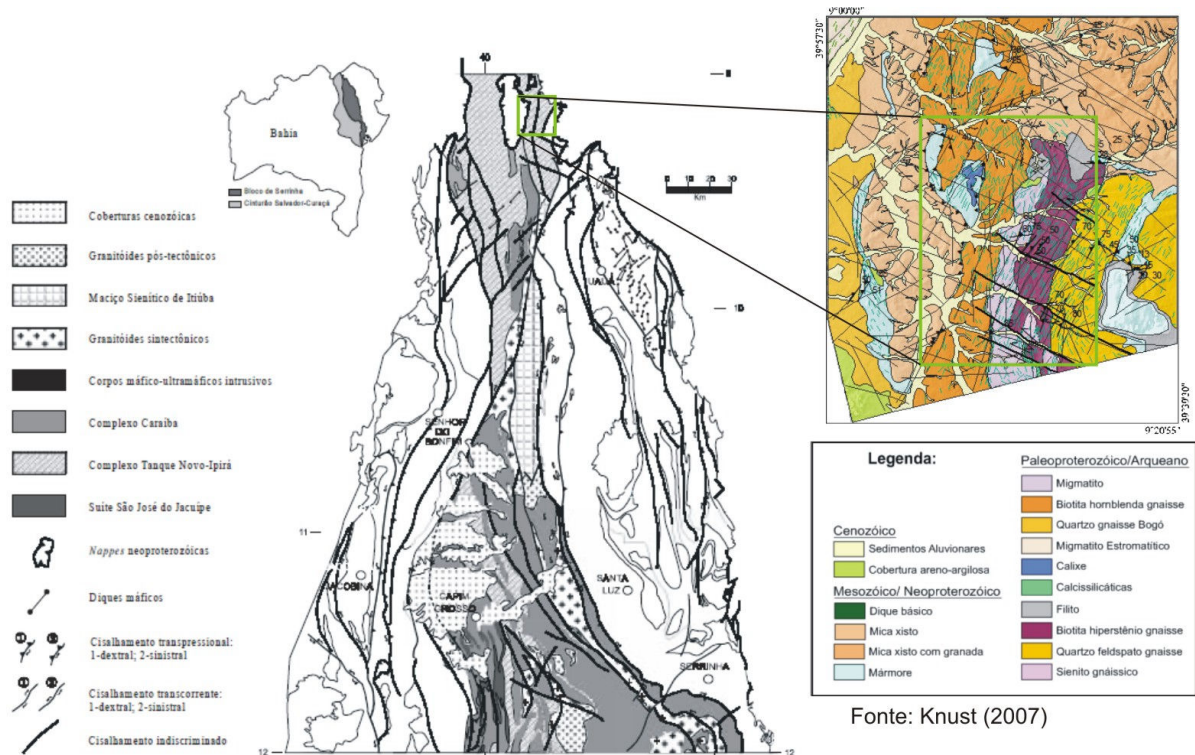 9°00'00"
39°57'30"
40
Bahia
Bloco de Serrinha
Cinturão Salvador-Curaçá
0 10 20 30
Km
10
Coberturas cenozóicas
Granitóides pós-tectônicos
Maciço Sienítico de Itiúba
Granitóides sintectônicos
Corpos máfico-ultramáficos intrusivos
Complexo Caraíba
Complexo Tanque Novo-Ipirá
Suíte São José do Jacuípe
Nappes neoproterozóicas
Diques máficos
Cisalhamento transpressional:
1-dextral; 2-sinistral
Cisalhamento transcorrente:
1-dextral; 2-sinistral
Cisalhamento indiscriminado
SENHOR
DO
BONFIM
11
JACOBINA
CAPIM
GROSSO
SANTA
LUZ
SERRINHA
12
12
39°39'30"
9°20'55"
Legenda:
Cenozóico
Sedimentos Aluvionares
Cobertura areno-argilosa
Mesozóico/ Neoproterozóico
Dique básico
Mica xisto
Mica xisto com granada
Mármore
Paleoproterozóico/Arqueano
Migmatito
Biotita hornblenda gnaisse
Quartzo gnaisse Bogó
Migmatito Estromatítico
Calixe
Calcissilicáticas
Filito
Biotita hiperstênio gnaisse
Quartzo feldspato gnaisse
Sienito gnáissico
Fonte: Knust (2007)